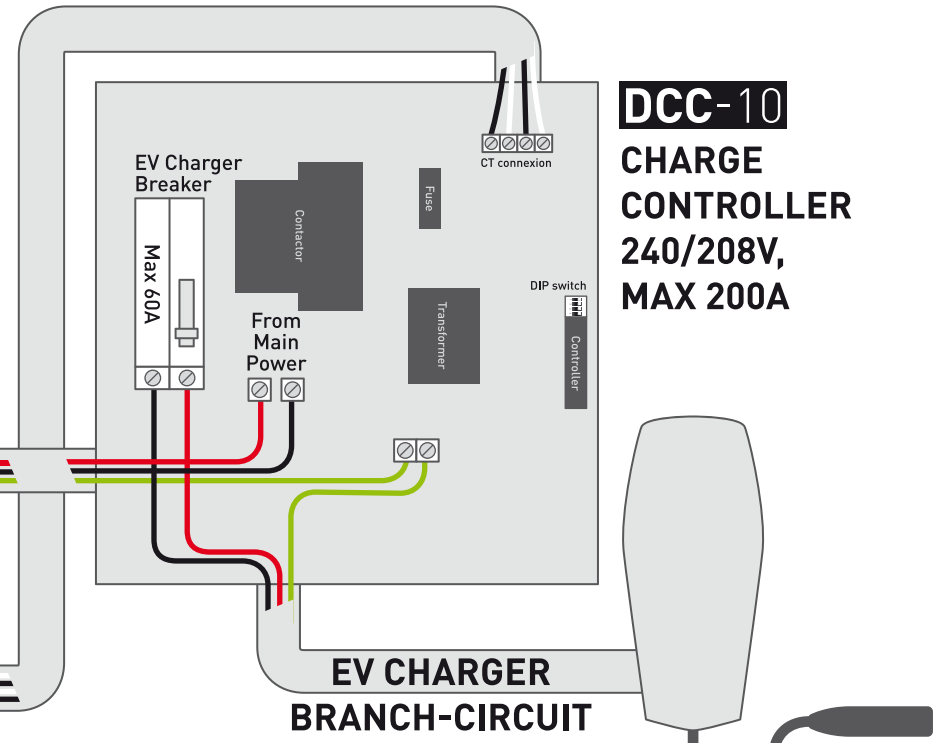 DCC-10
CHARGE
CONTROLLER
240/208V,
MAX 200A
CT connexion
EV Charger
Breaker
Max 60A
Contactor
Fuse
From
Main
Power
Transformer
DIP switch
Controller
EV CHARGER
BRANCH-CIRCUIT